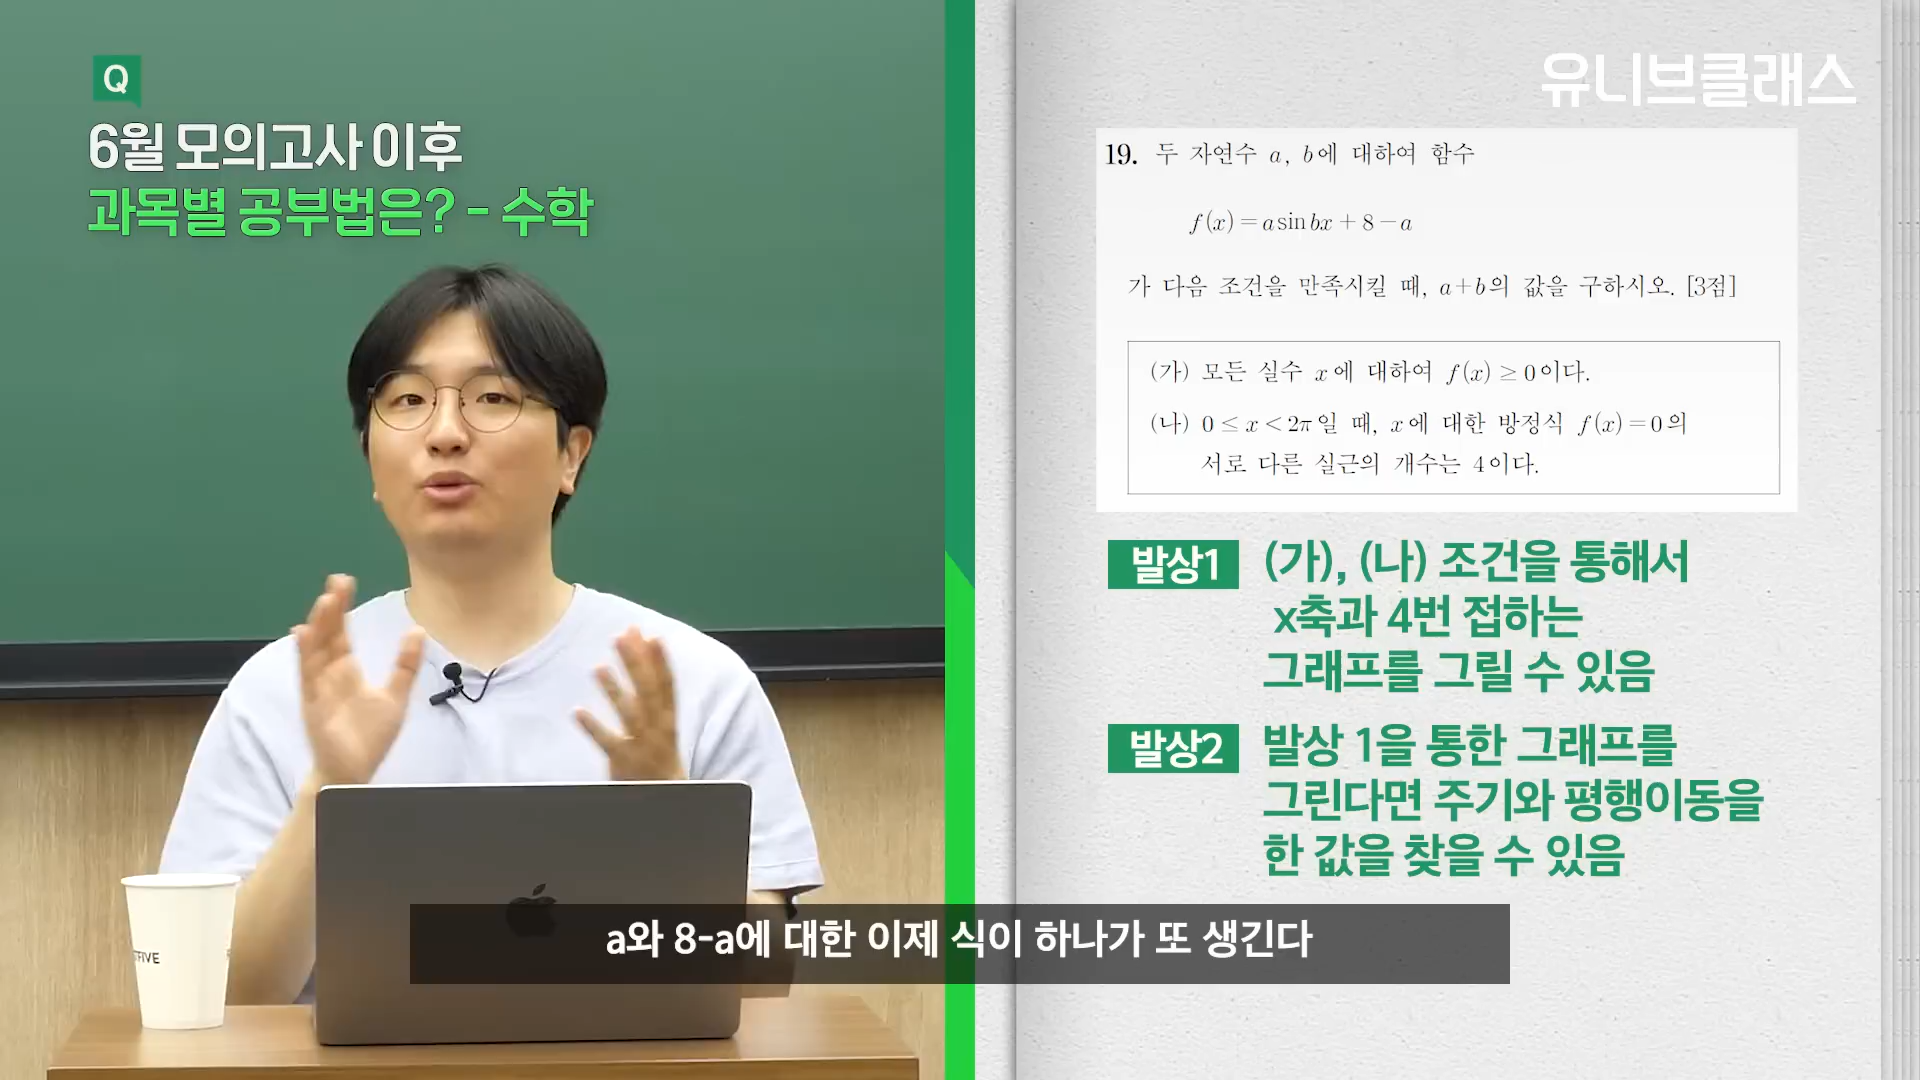 Q
6월 모의고사 이후
과목별 공부법은? - 수학
유니브클래스
19. 두 자연수 a, b에 대하여 함수
f(x)=a sin bx+8-a
가 다음 조건을 만족시킬 때, a+b의 값을 구하시오. [3점]
(가) 모든 실수 x에 대하여 f(x)≥0이다.
(나) 0≤x<2π일 때, x에 대한 방정식 f(x)=0의
서로 다른 실근의 개수는 4이다.
발상1 (가), (나) 조건을 통해서
x축과 4번 접하는
그래프를 그릴 수 있음
발상2 발상 1을 통한 그래프를
그린다면 주기와 평행이동을
한 값을 찾을 수 있음
a와 8-a에 대한 이제 식이 하나가 또 생긴다